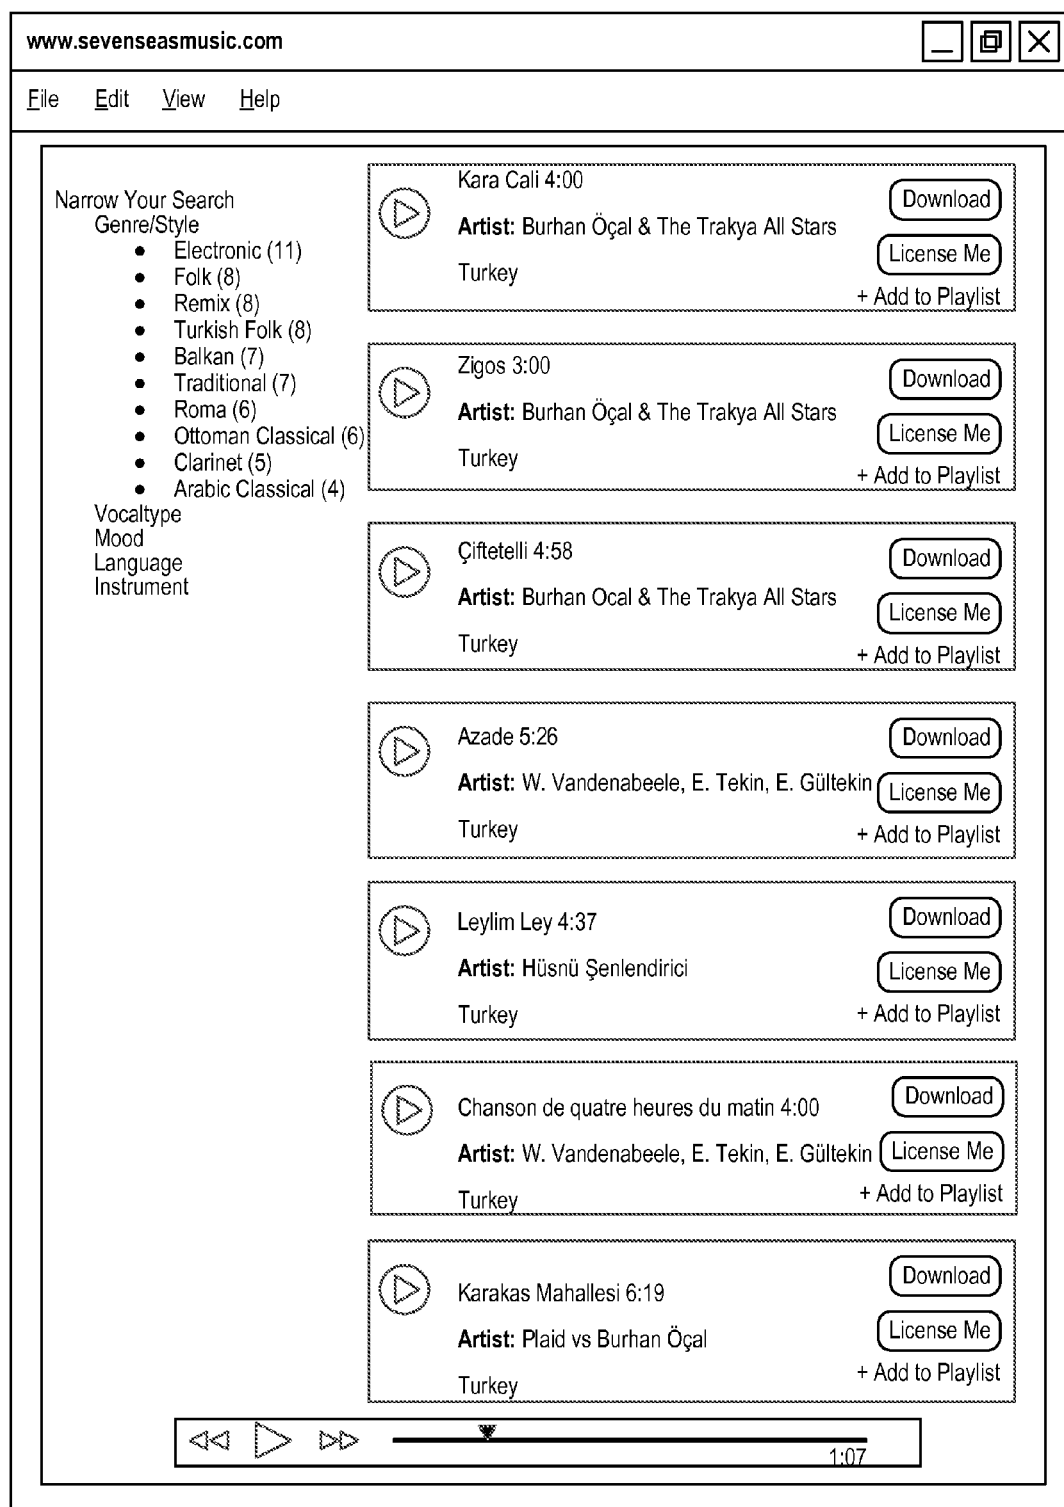 www.sevenseasmusic.com
File Edit View Help
Narrow Your Search
Genre/Style
• Electronic (11)
• Folk (8)
• Remix (8)
• Turkish Folk (8)
• Balkan (7)
• Traditional (7)
• Roma (6)
• Ottoman Classical (6)
• Clarinet (5)
• Arabic Classical (4)
Vocaltype
Mood
Language
Instrument
Kara Cali 4:00
Download
Artist: Burhan Öçal & The Trakya All Stars
License Me
Turkey
+ Add to Playlist
Zigos 3:00
Download
Artist: Burhan Öçal & The Trakya All Stars
License Me
Turkey
+ Add to Playlist
Çiftetelli 4:58
Download
Artist: Burhan Ocal & The Trakya All Stars
License Me
Turkey
+ Add to Playlist
Azade 5:26
Download
Artist: W. Vandenabeele, E. Tekin, E. Gültekin
License Me
Turkey
+ Add to Playlist
Leylim Ley 4:37
Download
Artist: Hüsnü Şenlendirici
License Me
Turkey
+ Add to Playlist
Chanson de quatre heures du matin 4:00
Download
Artist: W. Vandenabeele, E. Tekin, E. Gültekin
License Me
Turkey
+ Add to Playlist
Karakas Mahallesi 6:19
Download
Artist: Plaid vs Burhan Öçal
License Me
Turkey
+ Add to Playlist
1:07